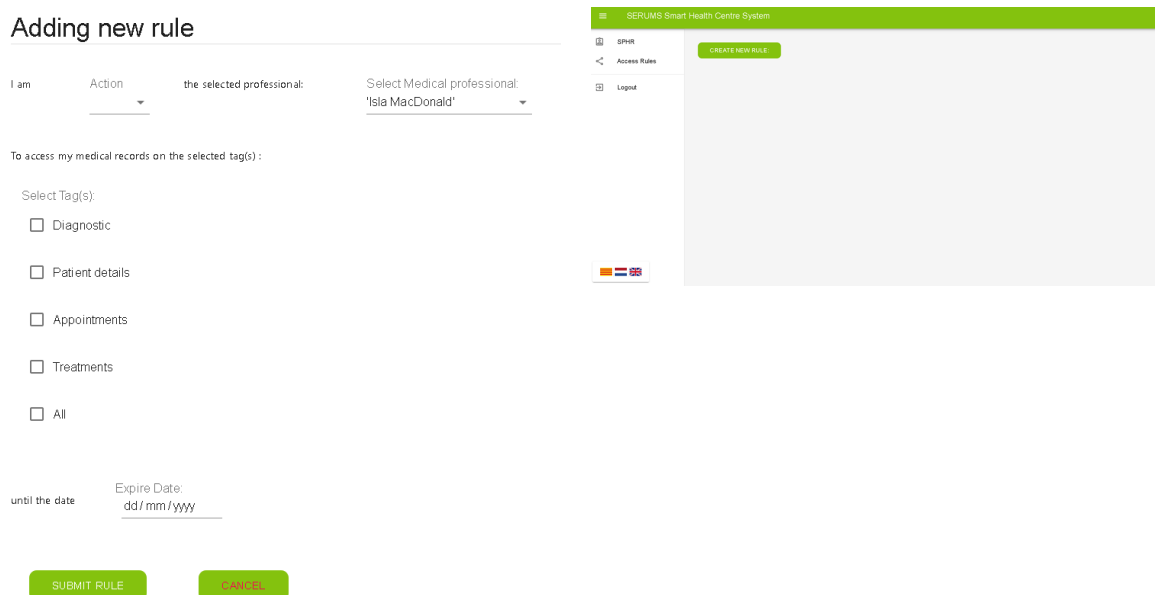 Adding new rule
I am Action the selected professional: Select Medical professional:
'Isla MacDonald'
To access my medical records on the selected tag(s) :
Select Tag(s):
Diagnostic
Patient details
Appointments
Treatments
All
until the date Expire Date:
dd / mm / yyyy
SUBMIT RULE CANCEL
SERUMS Smart Health Centre System
SPHR
Access Rules
Logout
CREATE NEW RULE: